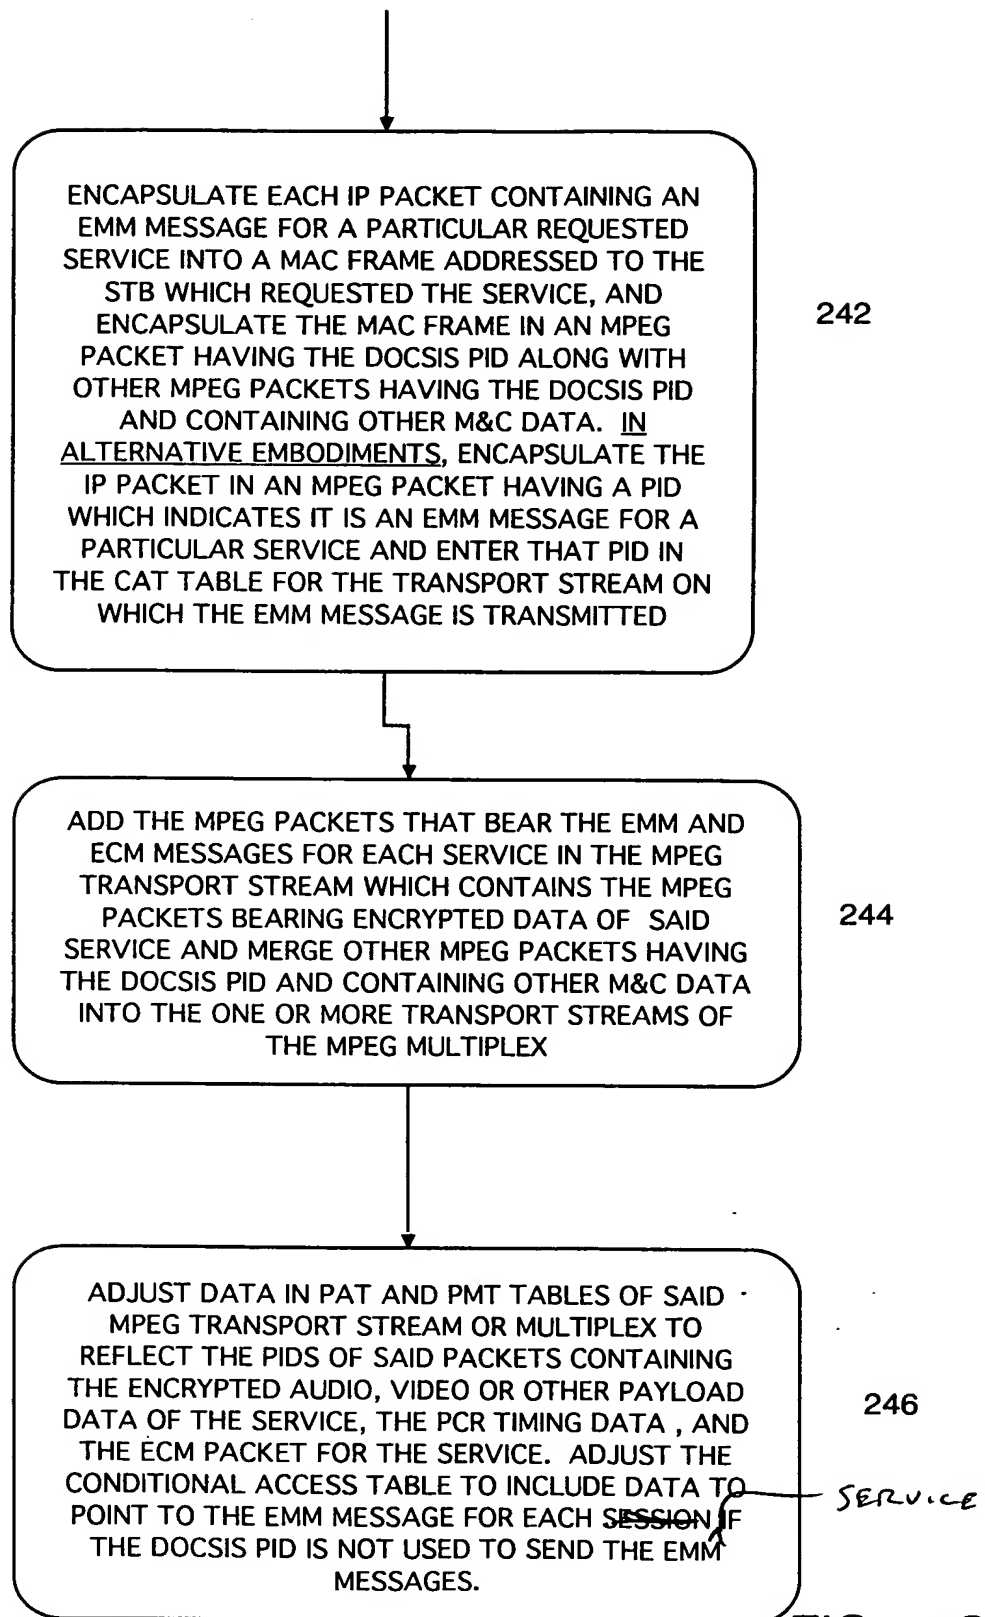 ENCAPSULATE EACH IP PACKET CONTAINING AN
EMM MESSAGE FOR A PARTICULAR REQUESTED
SERVICE INTO A MAC FRAME ADDRESSED TO THE
STB WHICH REQUESTED THE SERVICE, AND
ENCAPSULATE THE MAC FRAME IN AN MPEG
PACKET HAVING THE DOCSIS PID ALONG WITH
OTHER MPEG PACKETS HAVING THE DOCSIS PID
AND CONTAINING OTHER M&C DATA. IN
ALTERNATIVE EMBODIMENTS, ENCAPSULATE THE
IP PACKET IN AN MPEG PACKET HAVING A PID
WHICH INDICATES IT IS AN EMM MESSAGE FOR A
PARTICULAR SERVICE AND ENTER THAT PID IN
THE CAT TABLE FOR THE TRANSPORT STREAM ON
WHICH THE EMM MESSAGE IS TRANSMITTED
242
ADD THE MPEG PACKETS THAT BEAR THE EMM AND
ECM MESSAGES FOR EACH SERVICE IN THE MPEG
TRANSPORT STREAM WHICH CONTAINS THE MPEG
PACKETS BEARING ENCRYPTED DATA OF SAID
SERVICE AND MERGE OTHER MPEG PACKETS HAVING
THE DOCSIS PID AND CONTAINING OTHER M&C DATA
INTO THE ONE OR MORE TRANSPORT STREAMS OF
THE MPEG MULTIPLEX
244
ADJUST DATA IN PAT AND PMT TABLES OF SAID
MPEG TRANSPORT STREAM OR MULTIPLEX TO
REFLECT THE PIDS OF SAID PACKETS CONTAINING
THE ENCRYPTED AUDIO, VIDEO OR OTHER PAYLOAD
DATA OF THE SERVICE, THE PCR TIMING DATA , AND
THE ECM PACKET FOR THE SERVICE. ADJUST THE
CONDITIONAL ACCESS TABLE TO INCLUDE DATA TO
POINT TO THE EMM MESSAGE FOR EACH SESSION IF
THE DOCSIS PID IS NOT USED TO SEND THE EMM
MESSAGES.
246
SERVICE